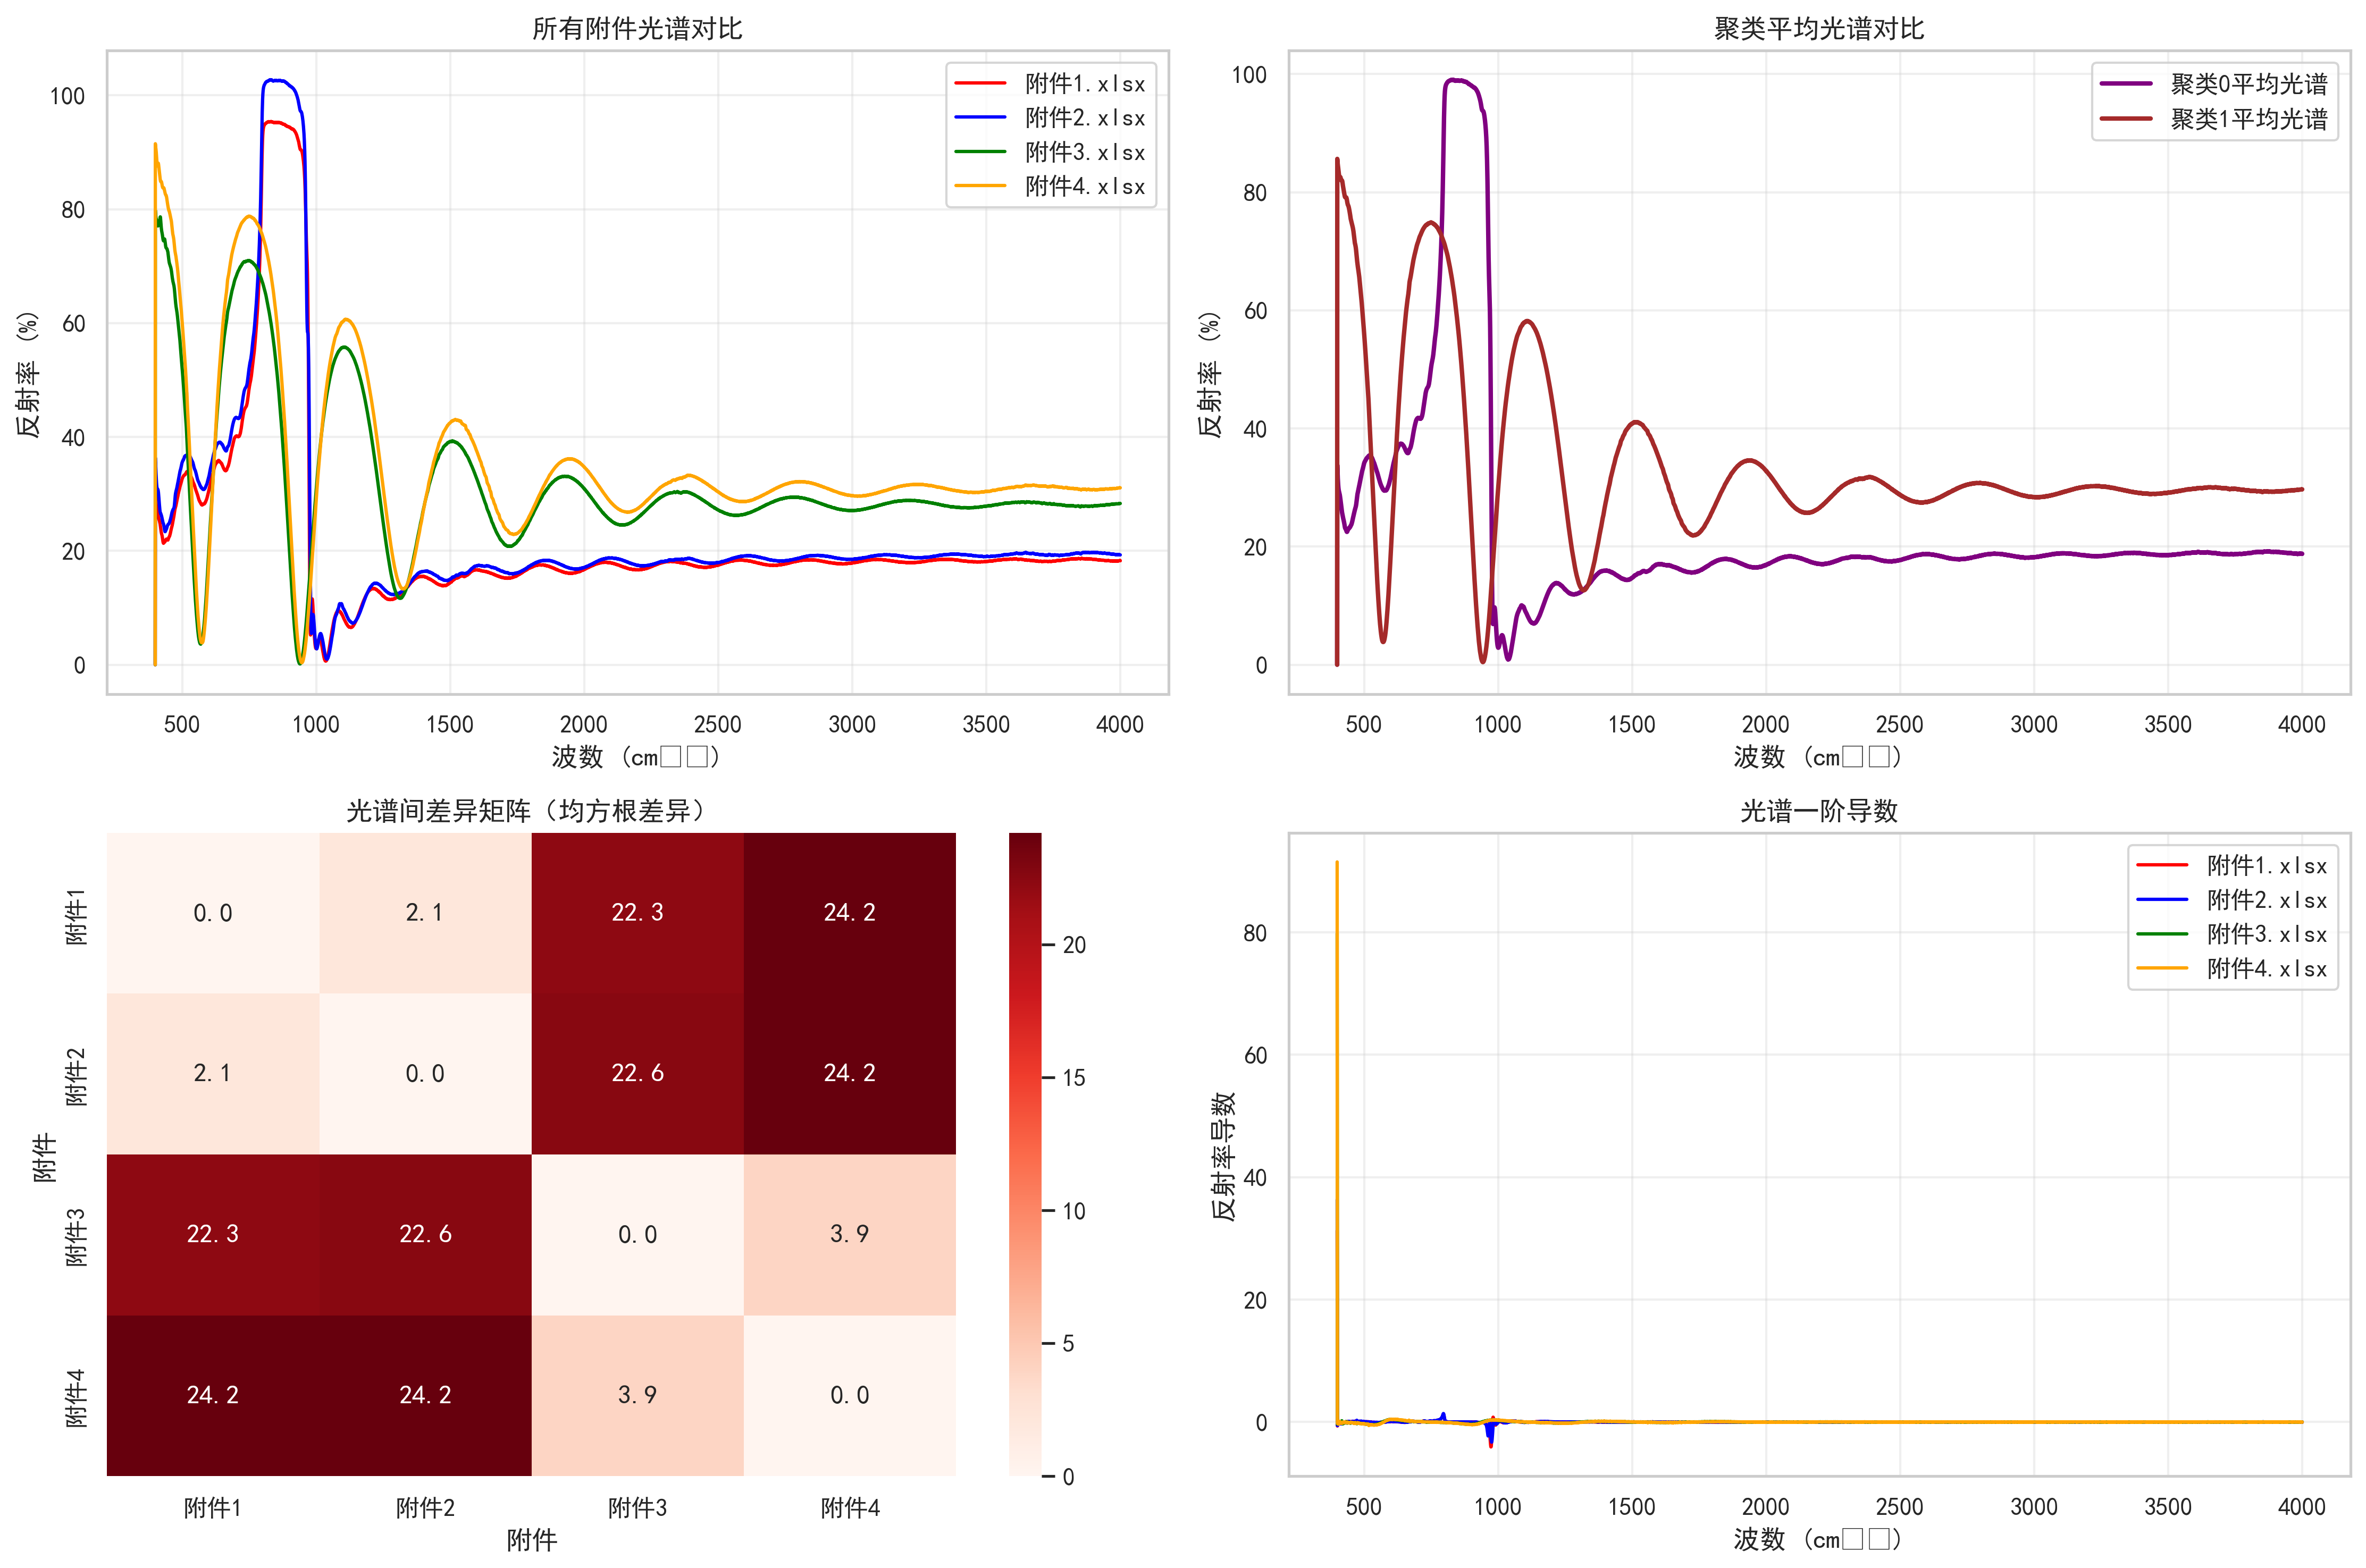 所有附件光谱对比
反射率 (%)
100
80
60
40
20
0
附件1.xlsx
附件2.xlsx
附件3.xlsx
附件4.xlsx
500 1000 1500 2000 2500 3000 3500 4000
波数 (cm□□)
聚类平均光谱对比
反射率 (%)
100
80
60
40
20
0
聚类0平均光谱
聚类1平均光谱
500 1000 1500 2000 2500 3000 3500 4000
波数 (cm□□)
光谱间差异矩阵（均方根差异）
附件
附件1 0.0 2.1 22.3 24.2
附件2 2.1 0.0 22.6 24.2
附件3 22.3 22.6 0.0 3.9
附件4 24.2 24.2 3.9 0.0
附件1 附件2 附件3 附件4
附件
20
15
10
5
0
光谱一阶导数
反射率导数
80
60
40
20
0
附件1.xlsx
附件2.xlsx
附件3.xlsx
附件4.xlsx
500 1000 1500 2000 2500 3000 3500 4000
波数 (cm□□)